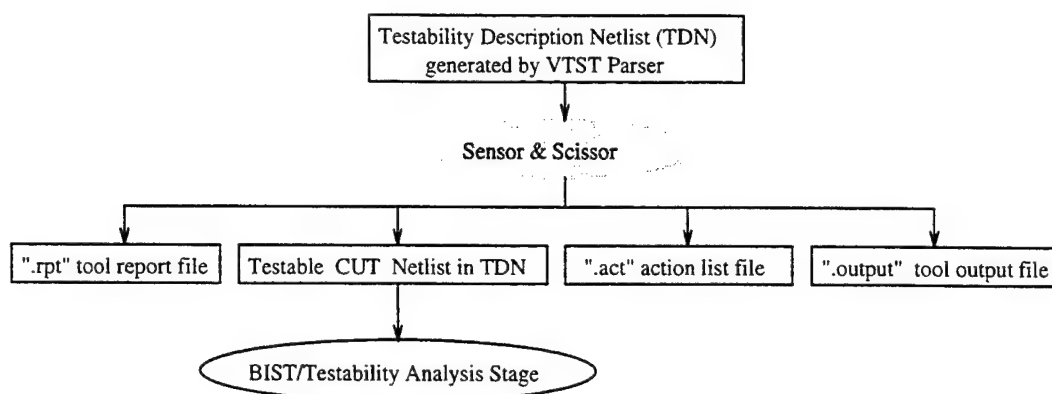 Testability Description Netlist (TDN)
generated by VTST Parser
Sensor & Scissor
".rpt" tool report file
Testable CUT Netlist in TDN
".act" action list file
".output" tool output file
BIST/Testability Analysis Stage